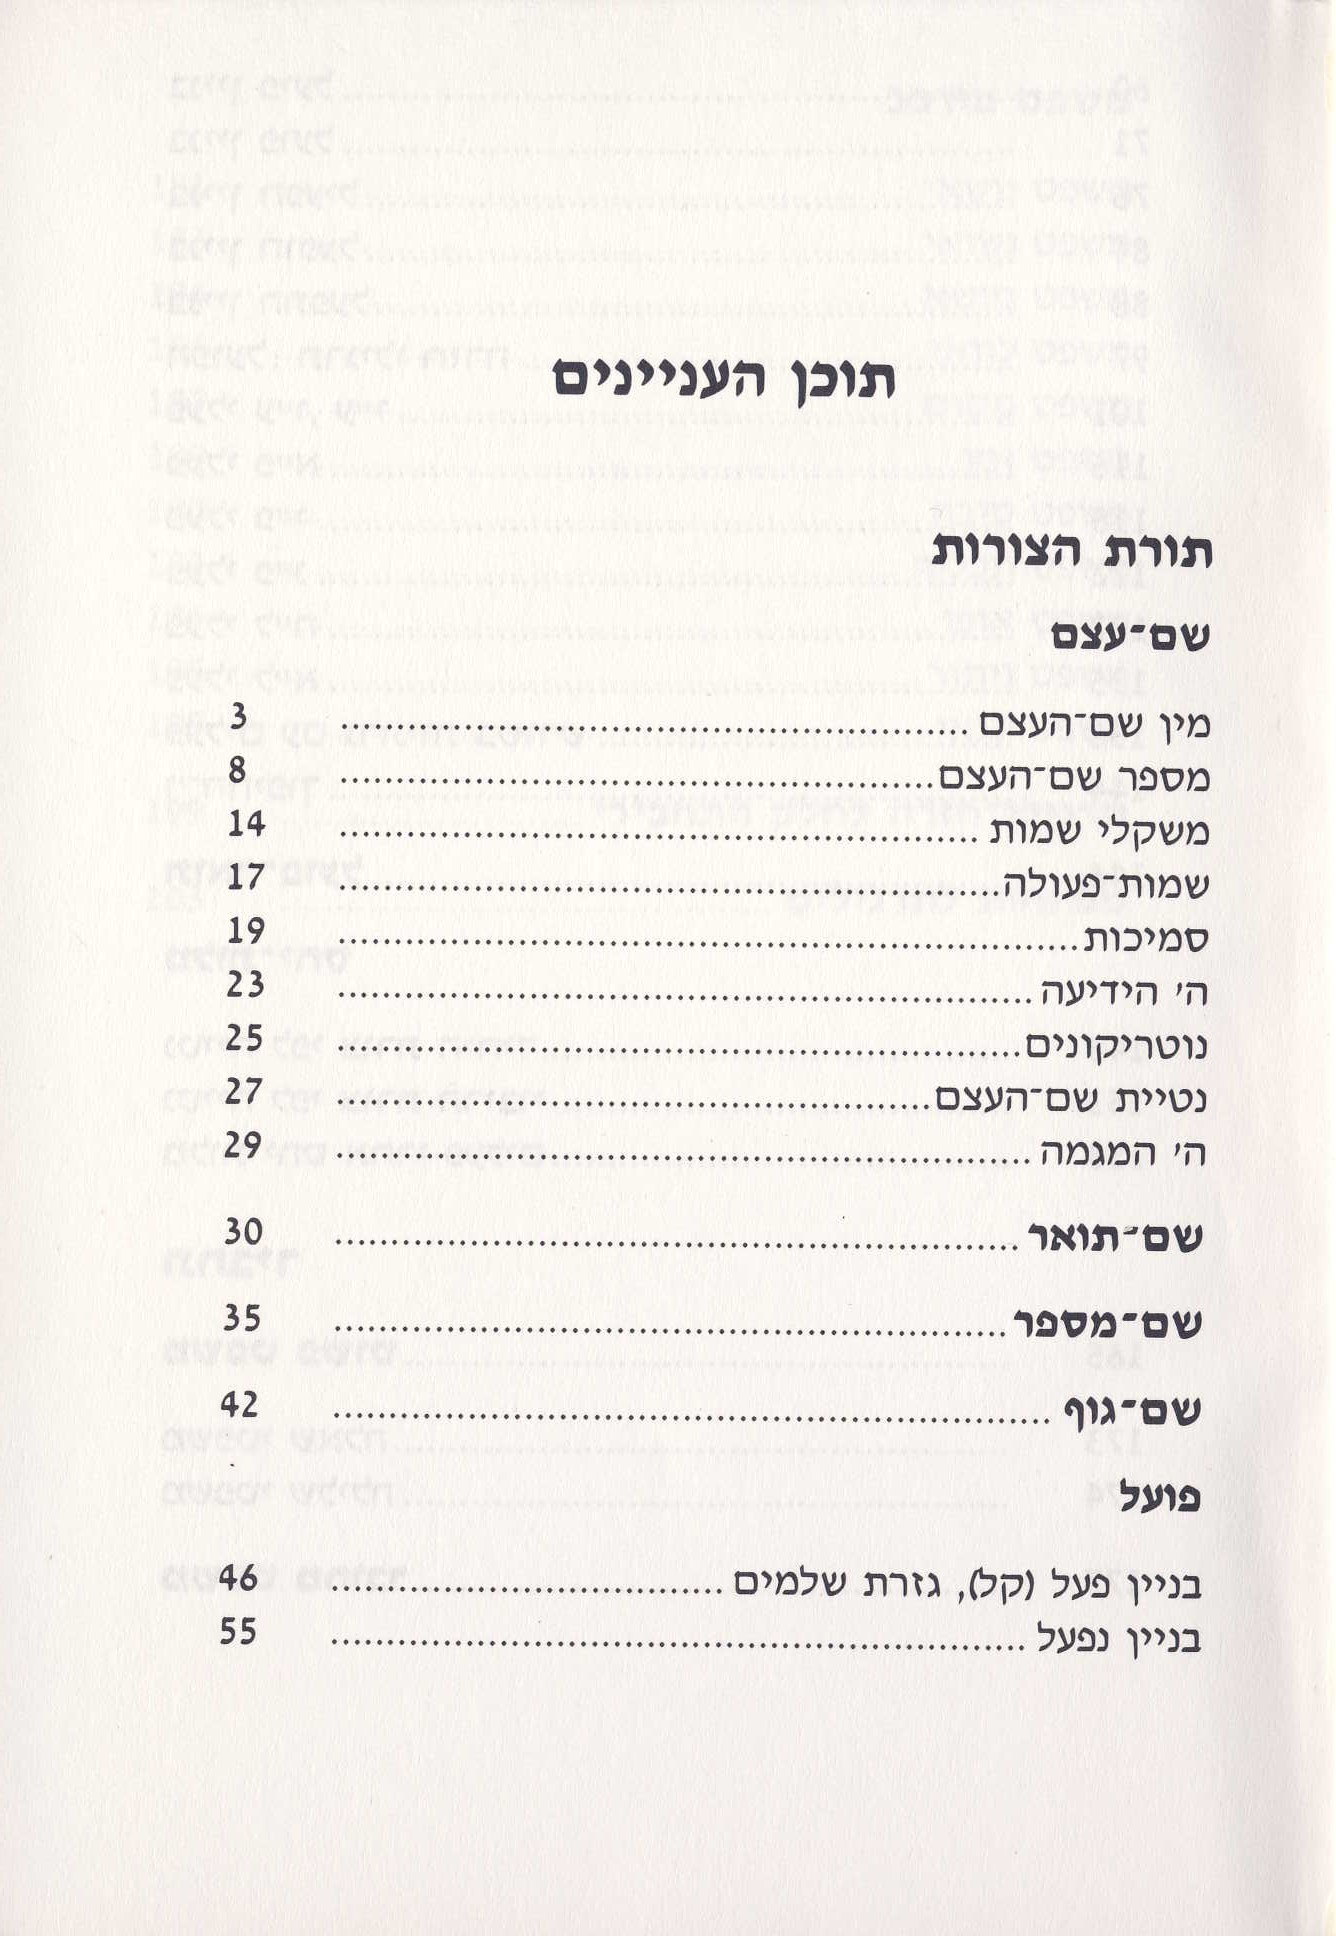 תוכן העניינים
תורת הצורות
שם-עצם
מין שם-העצם ........................................................ 3
מספר שם-העצם ..................................................... 8
משקלי שמות ......................................................... 14
שמות-פעולה .......................................................... 17
סמיכות .................................................................. 19
ה' הידיעה .............................................................. 23
נוטריקונים ............................................................. 25
נטיית שם-העצם ..................................................... 27
ה' המגמה .............................................................. 29
שם-תואר ............................................................. 30
שם-מספר ............................................................ 35
שם-גוף ................................................................ 42
פועל
בניין פעל (קל), גזרת שלמים ................................... 46
בניין נפעל .............................................................. 55